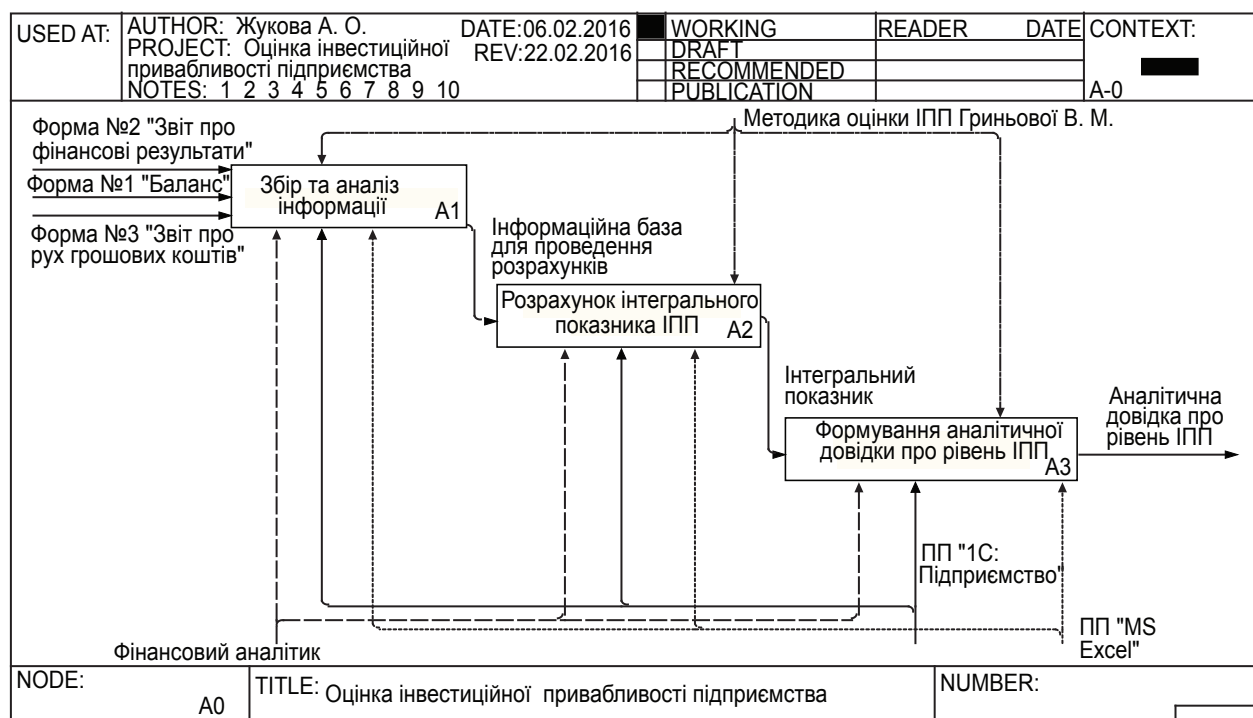 USED AT:
AUTHOR: Жукова А. О.
DATE:06.02.2016
PROJECT: Оцінка інвестиційної
привабливості підприємства
REV:22.02.2016
NOTES: 1 2 3 4 5 6 7 8 9 10
WORKING
DRAFT
RECOMMENDED
PUBLICATION
READER DATE
CONTEXT:
A-0
Форма №2 "Звіт про
фінансові результати"
Форма №1 "Баланс"
Форма №3 "Звіт про
рух грошових коштів"
Методика оцінки ІПП Гриньової В. М.
Збір та аналіз
інформації
А1
Інформаційна база
для проведення
розрахунків
Розрахунок інтегрального
показника ІПП
А2
Інтегральний
показник
Формування аналітичної
довідки про рівень ІПП
А3
Аналітична
довідка про
рівень ІПП
ПП "1С:
Підприємство"
ПП "MS
Excel"
Фінансовий аналітик
NODE:
A0
TITLE: Оцінка інвестиційної привабливості підприємства
NUMBER: